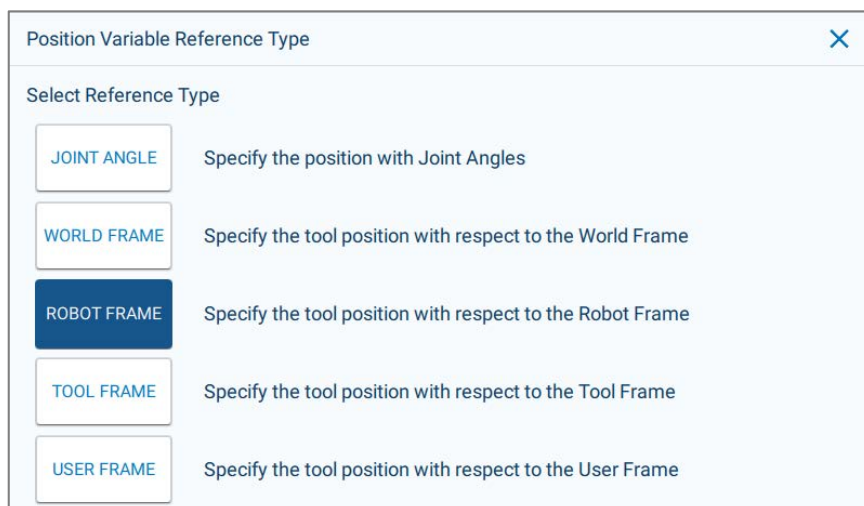 Position Variable Reference Type
Select Reference Type
JOINT ANGLE Specify the position with Joint Angles
WORLD FRAME Specify the tool position with respect to the World Frame
ROBOT FRAME Specify the tool position with respect to the Robot Frame
TOOL FRAME Specify the tool position with respect to the Tool Frame
USER FRAME Specify the tool position with respect to the User Frame